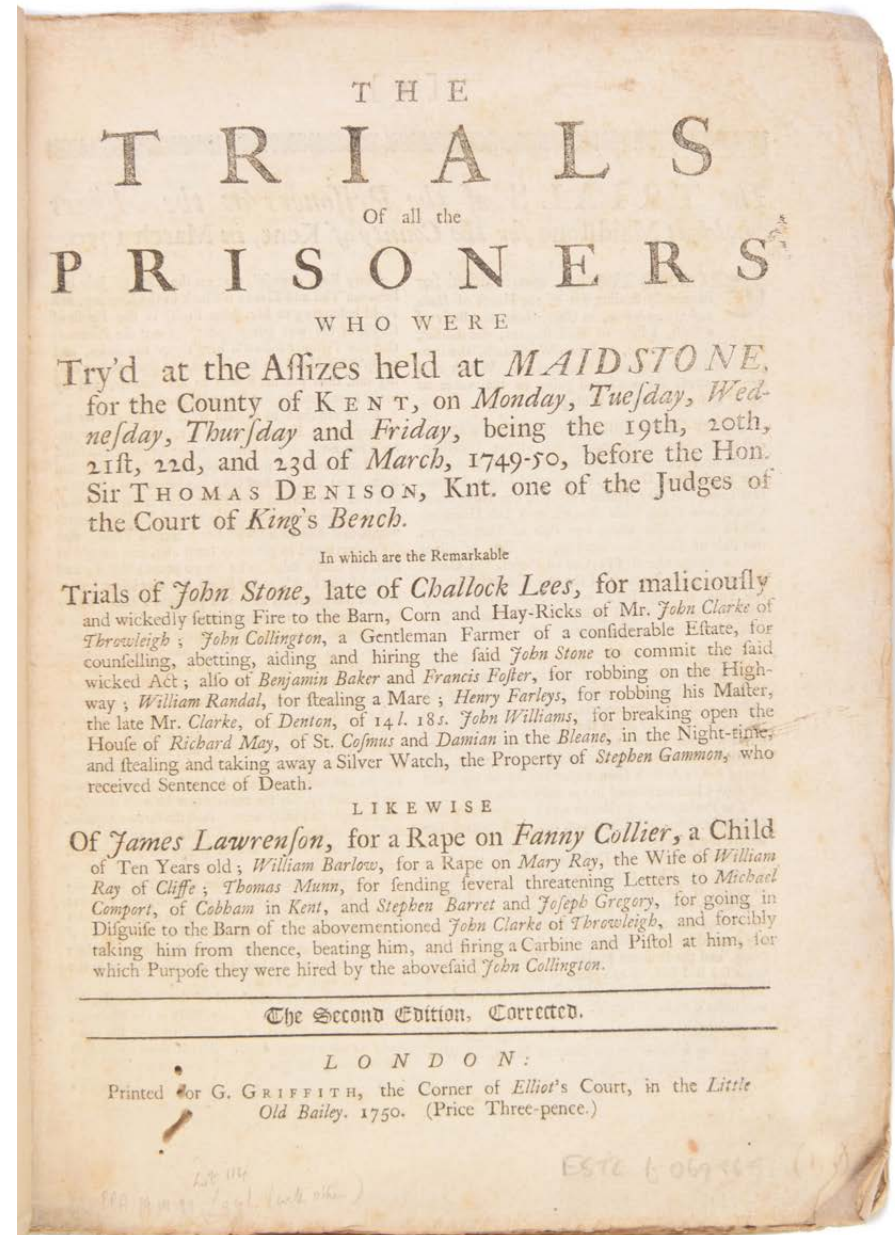 THE
TRIALS
Of all the
PRISONERS
WHO WERE
Try'd at the Aſſizes held at MAIDSTONE,
for the County of KENT, on Monday, Tueſday, Wed-
neſday, Thurſday and Friday, being the 19th, 20th,
21ſt, 22d, and 23d of March, 1749-50, before the Hon.
Sir THOMAS DENISON, Knt. one of the Judges of
the Court of King's Bench.
In which are the Remarkable
Trials of John Stone, late of Challock Lees, for maliciouſly
and wickedly ſetting Fire to the Barn, Corn and Hay-Ricks of Mr. John Clarke of
Throwleigh; John Collington, a Gentleman Farmer of a conſiderable Eſtate, for
counſelling, abetting, aiding and hiring the ſaid John Stone to commit the ſaid
wicked Act; alſo of Benjamin Baker and Francis Foſter, for robbing on the High-
way; William Randal, for ſtealing a Mare; Henry Farleys, for robbing his Maſter,
the late Mr. Clarke, of Denton, of 14l. 18s. John Williams, for breaking open the
Houſe of Richard May, of St. Coſmus and Damian in the Bleane, in the Night-time,
and ſtealing and taking away a Silver Watch, the Property of Stephen Gammon, who
received Sentence of Death.
LIKEWISE
Of James Lawrenſon, for a Rape on Fanny Collier, a Child
of Ten Years old; William Barlow, for a Rape on Mary Ray, the Wife of William
Ray of Cliffe; Thomas Munn, for ſending ſeveral threatening Letters to Michael
Comport, of Cobham in Kent, and Stephen Barret and Joſeph Gregory, for going in
Diſguiſe to the Barn of the abovementioned John Clarke of Throwleigh, and forcibly
taking him from thence, beating him, and firing a Carbine and Piſtol at him, for
which Purpoſe they were hired by the aboveſaid John Collington.
The Second Edition, Corrected.
LONDON:
Printed for G. GRIFFITH, the Corner of Elliot's Court, in the Little
Old Bailey. 1750. (Price Three-pence.)
ESTC